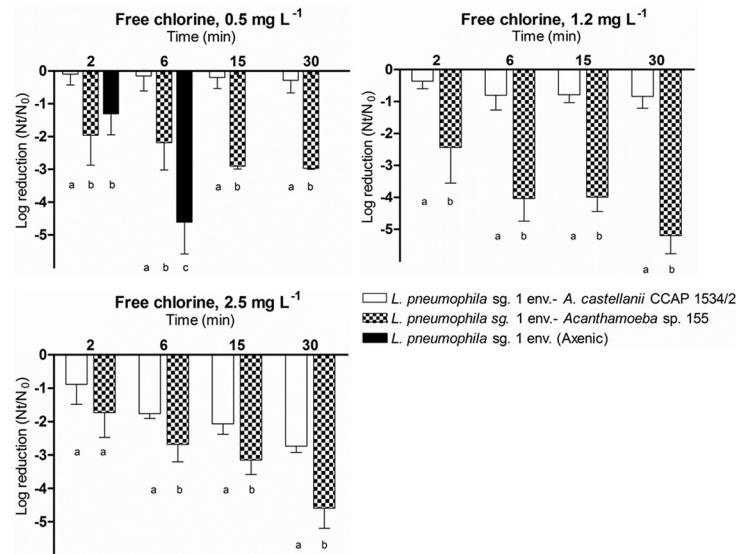 Free chlorine, 0.5 mg L-1
Time (min)
2 6 15 30
Log reduction (Nt/N0)
0
-1
-2
-3
-4
-5
a b b
a b c
a b
a b
Free chlorine, 1.2 mg L-1
Time (min)
2 6 15 30
Log reduction (Nt/N0)
0
-1
-2
-3
-4
-5
a b
a b
a b
a b
Free chlorine, 2.5 mg L-1
Time (min)
2 6 15 30
Log reduction (Nt/N0)
0
-1
-2
-3
-4
-5
a a
a b
a b
a b
L. pneumophila sg. 1 env.- A. castellanii CCAP 1534/2
L. pneumophila sg. 1 env.- Acanthamoeba sp. 155
L. pneumophila sg. 1 env. (Axenic)